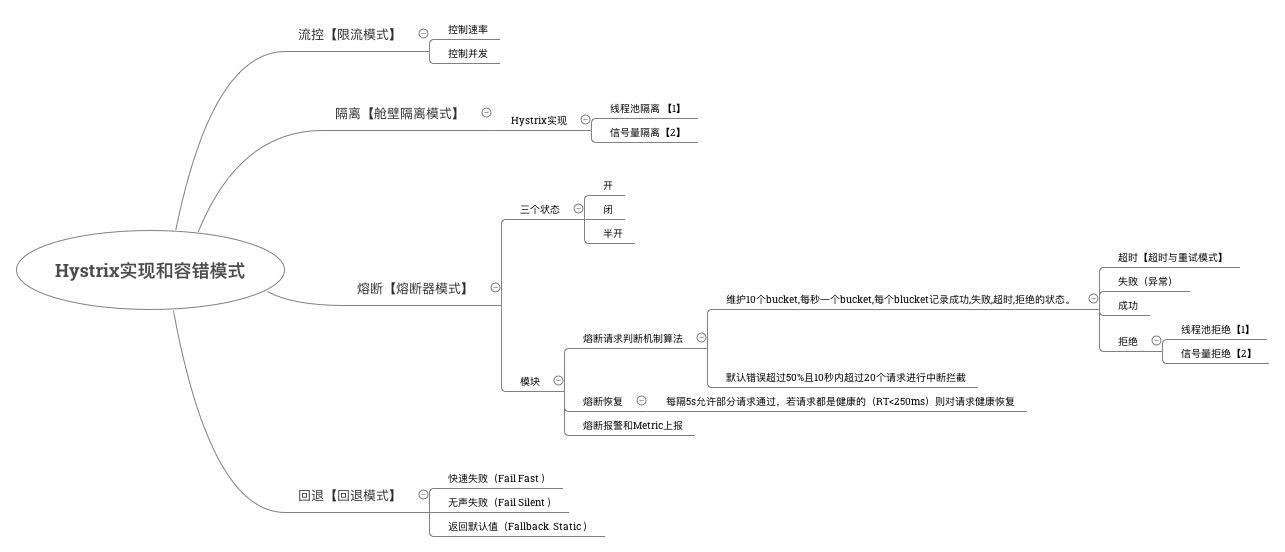 Hystrix实现和容错模式
流控【限流模式】
控制速率
控制并发
隔离【舱壁隔离模式】
Hystrix实现
线程池隔离【1】
信号量隔离【2】
熔断【熔断器模式】
三个状态
开
闭
半开
模块
熔断请求判断机制算法
维护10个bucket,每秒一个bucket,每个blucket记录成功,失败,超时,拒绝的状态。
超时【超时与重试模式】
失败（异常）
成功
拒绝
线程池拒绝【1】
信号量拒绝【2】
默认错误超过50%且10秒内超过20个请求进行中断拦截
熔断恢复
每隔5s允许部分请求通过，若请求都是健康的（RT<250ms）则对请求健康恢复
熔断报警和Metric上报
回退【回退模式】
快速失败（Fail Fast ）
无声失败（Fail Silent ）
返回默认值（Fallback Static ）